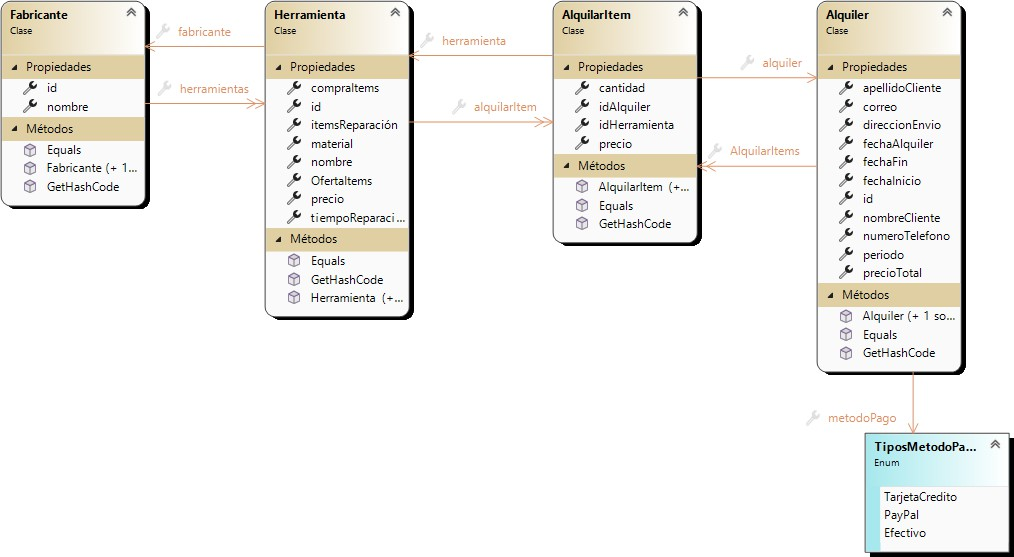 Fabricante
Clase
Propiedades
id
nombre
Métodos
Equals
Fabricante (+ 1...
GetHashCode
fabricante
herramientas
Herramienta
Clase
Propiedades
compraItems
id
itemsReparación
material
nombre
OfertaItems
precio
tiempoReparaci...
Métodos
Equals
GetHashCode
Herramienta (+...
herramienta
alquilarItem
AlquilarItem
Clase
Propiedades
cantidad
idAlquiler
idHerramienta
precio
Métodos
AlquilarItem (+...
Equals
GetHashCode
alquiler
AlquilarItems
Alquiler
Clase
Propiedades
apellidoCliente
correo
direccionEnvio
fechaAlquiler
fechaFin
fechaInicio
id
nombreCliente
numeroTelefono
periodo
precioTotal
Métodos
Alquiler (+ 1 so...
Equals
GetHashCode
metodoPago
TiposMetodoPa...
Enum
TarjetaCredito
PayPal
Efectivo